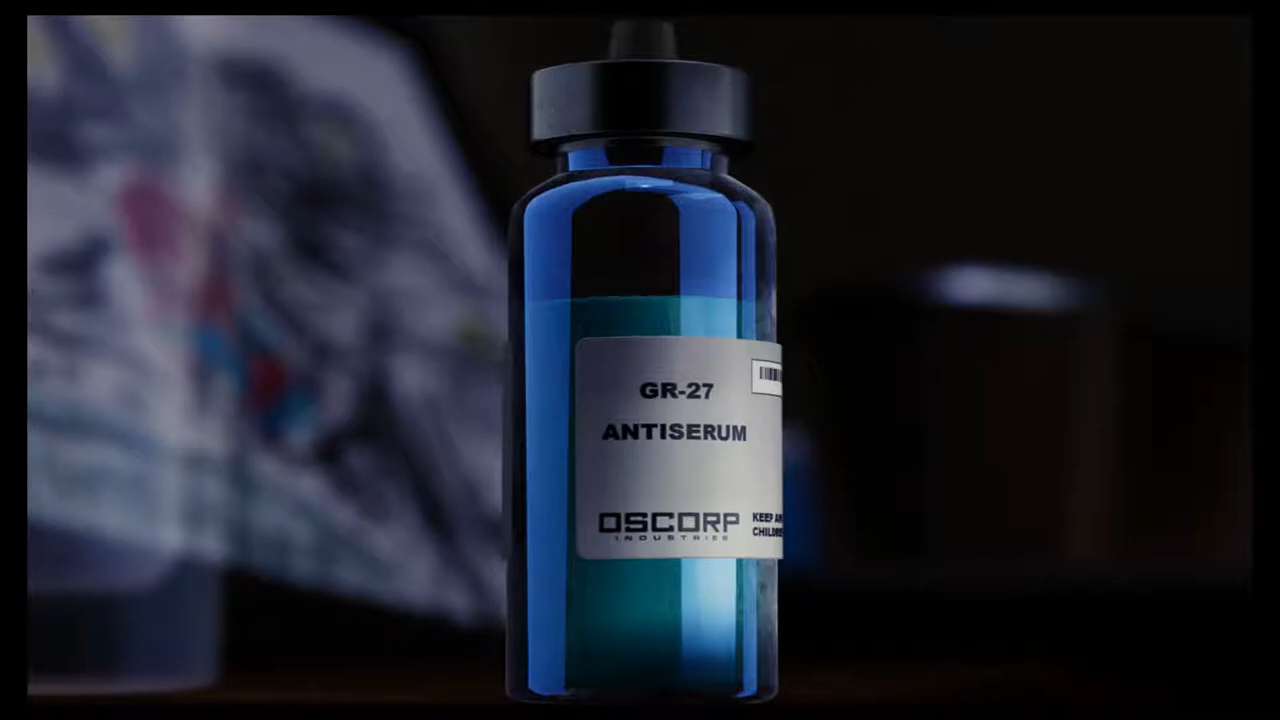 GR-27
ANTISERUM
OSCORP
INDUSTRIES
KEEP